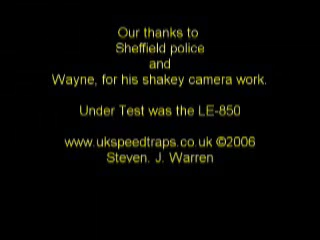 Our thanks to
Sheffield police
and
Wayne, for his shakey camera work.
Under Test was the LE-850
www.ukspeedtraps.co.uk ©2006
Steven. J. Warren